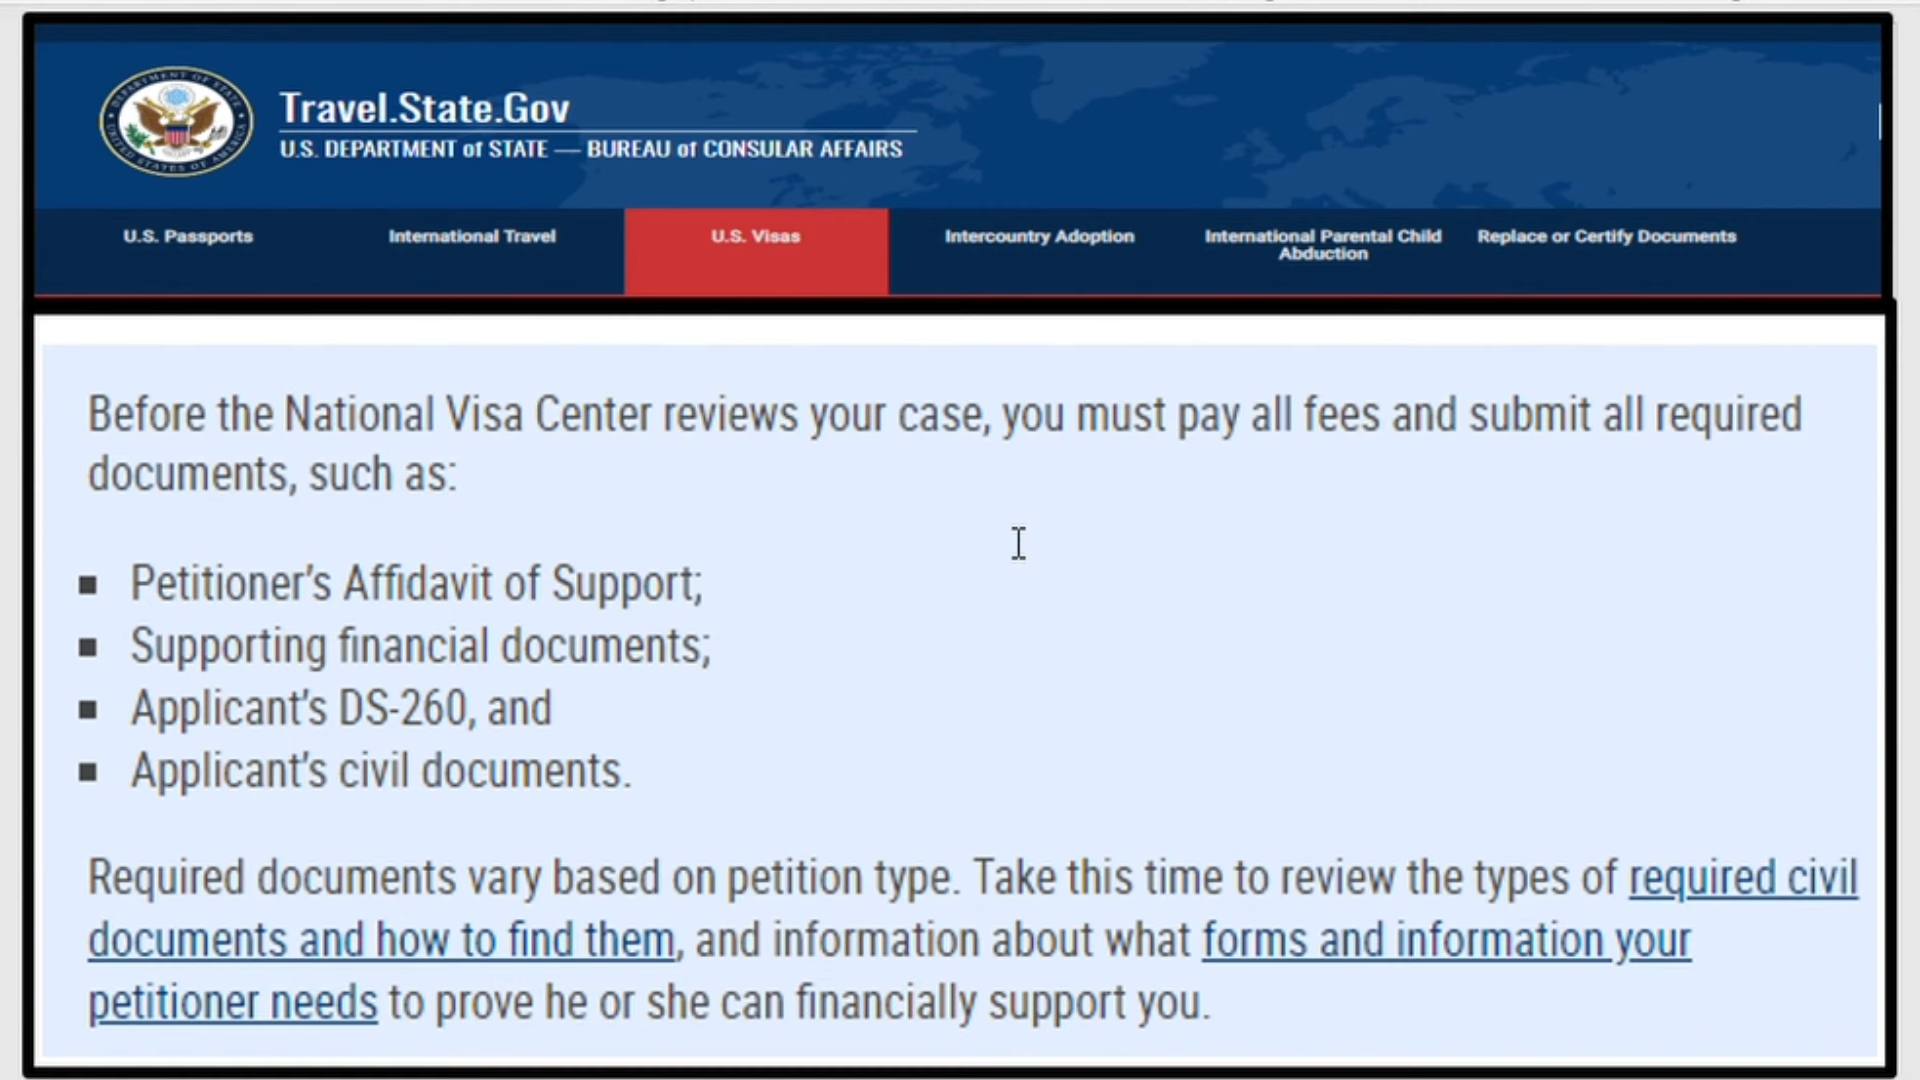 Travel.State.Gov
U.S. DEPARTMENT of STATE — BUREAU of CONSULAR AFFAIRS
U.S. Passports
International Travel
U.S. Visas
Intercountry Adoption
International Parental Child
Abduction
Replace or Certify Documents
Before the National Visa Center reviews your case, you must pay all fees and submit all required
documents, such as:
▪ Petitioner’s Affidavit of Support;
▪ Supporting financial documents;
▪ Applicant’s DS-260, and
▪ Applicant’s civil documents.
Required documents vary based on petition type. Take this time to review the types of required civil
documents and how to find them, and information about what forms and information your
petitioner needs to prove he or she can financially support you.